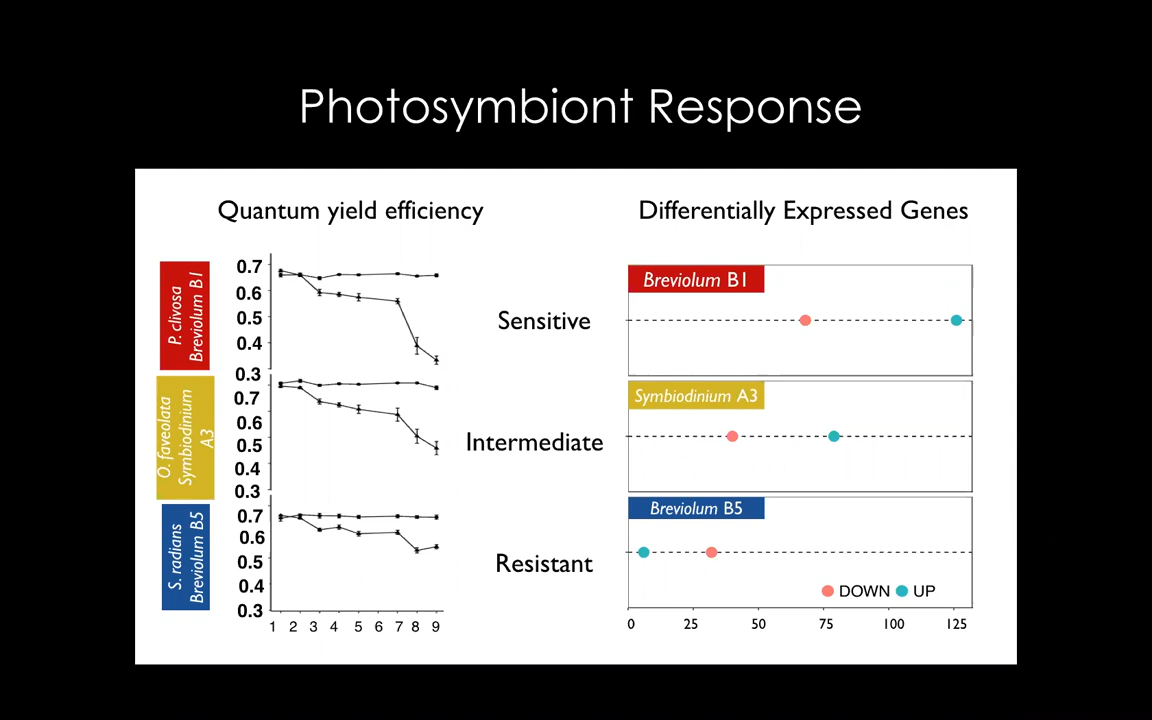 Photosymbiont Response
Quantum yield efficiency
Differentially Expressed Genes
P. clivosa
Breviolum B1
0.7
0.6
0.5
0.4
0.3
Sensitive
Breviolum B1
O. faveolata
Symbiodinium
A3
0.7
0.6
0.5
0.4
0.3
Intermediate
Symbiodinium A3
S. radians
Breviolum B5
0.7
0.6
0.5
0.4
0.3
Resistant
Breviolum B5
DOWN UP
1 2 3 4 5 6 7 8 9
0 25 50 75 100 125